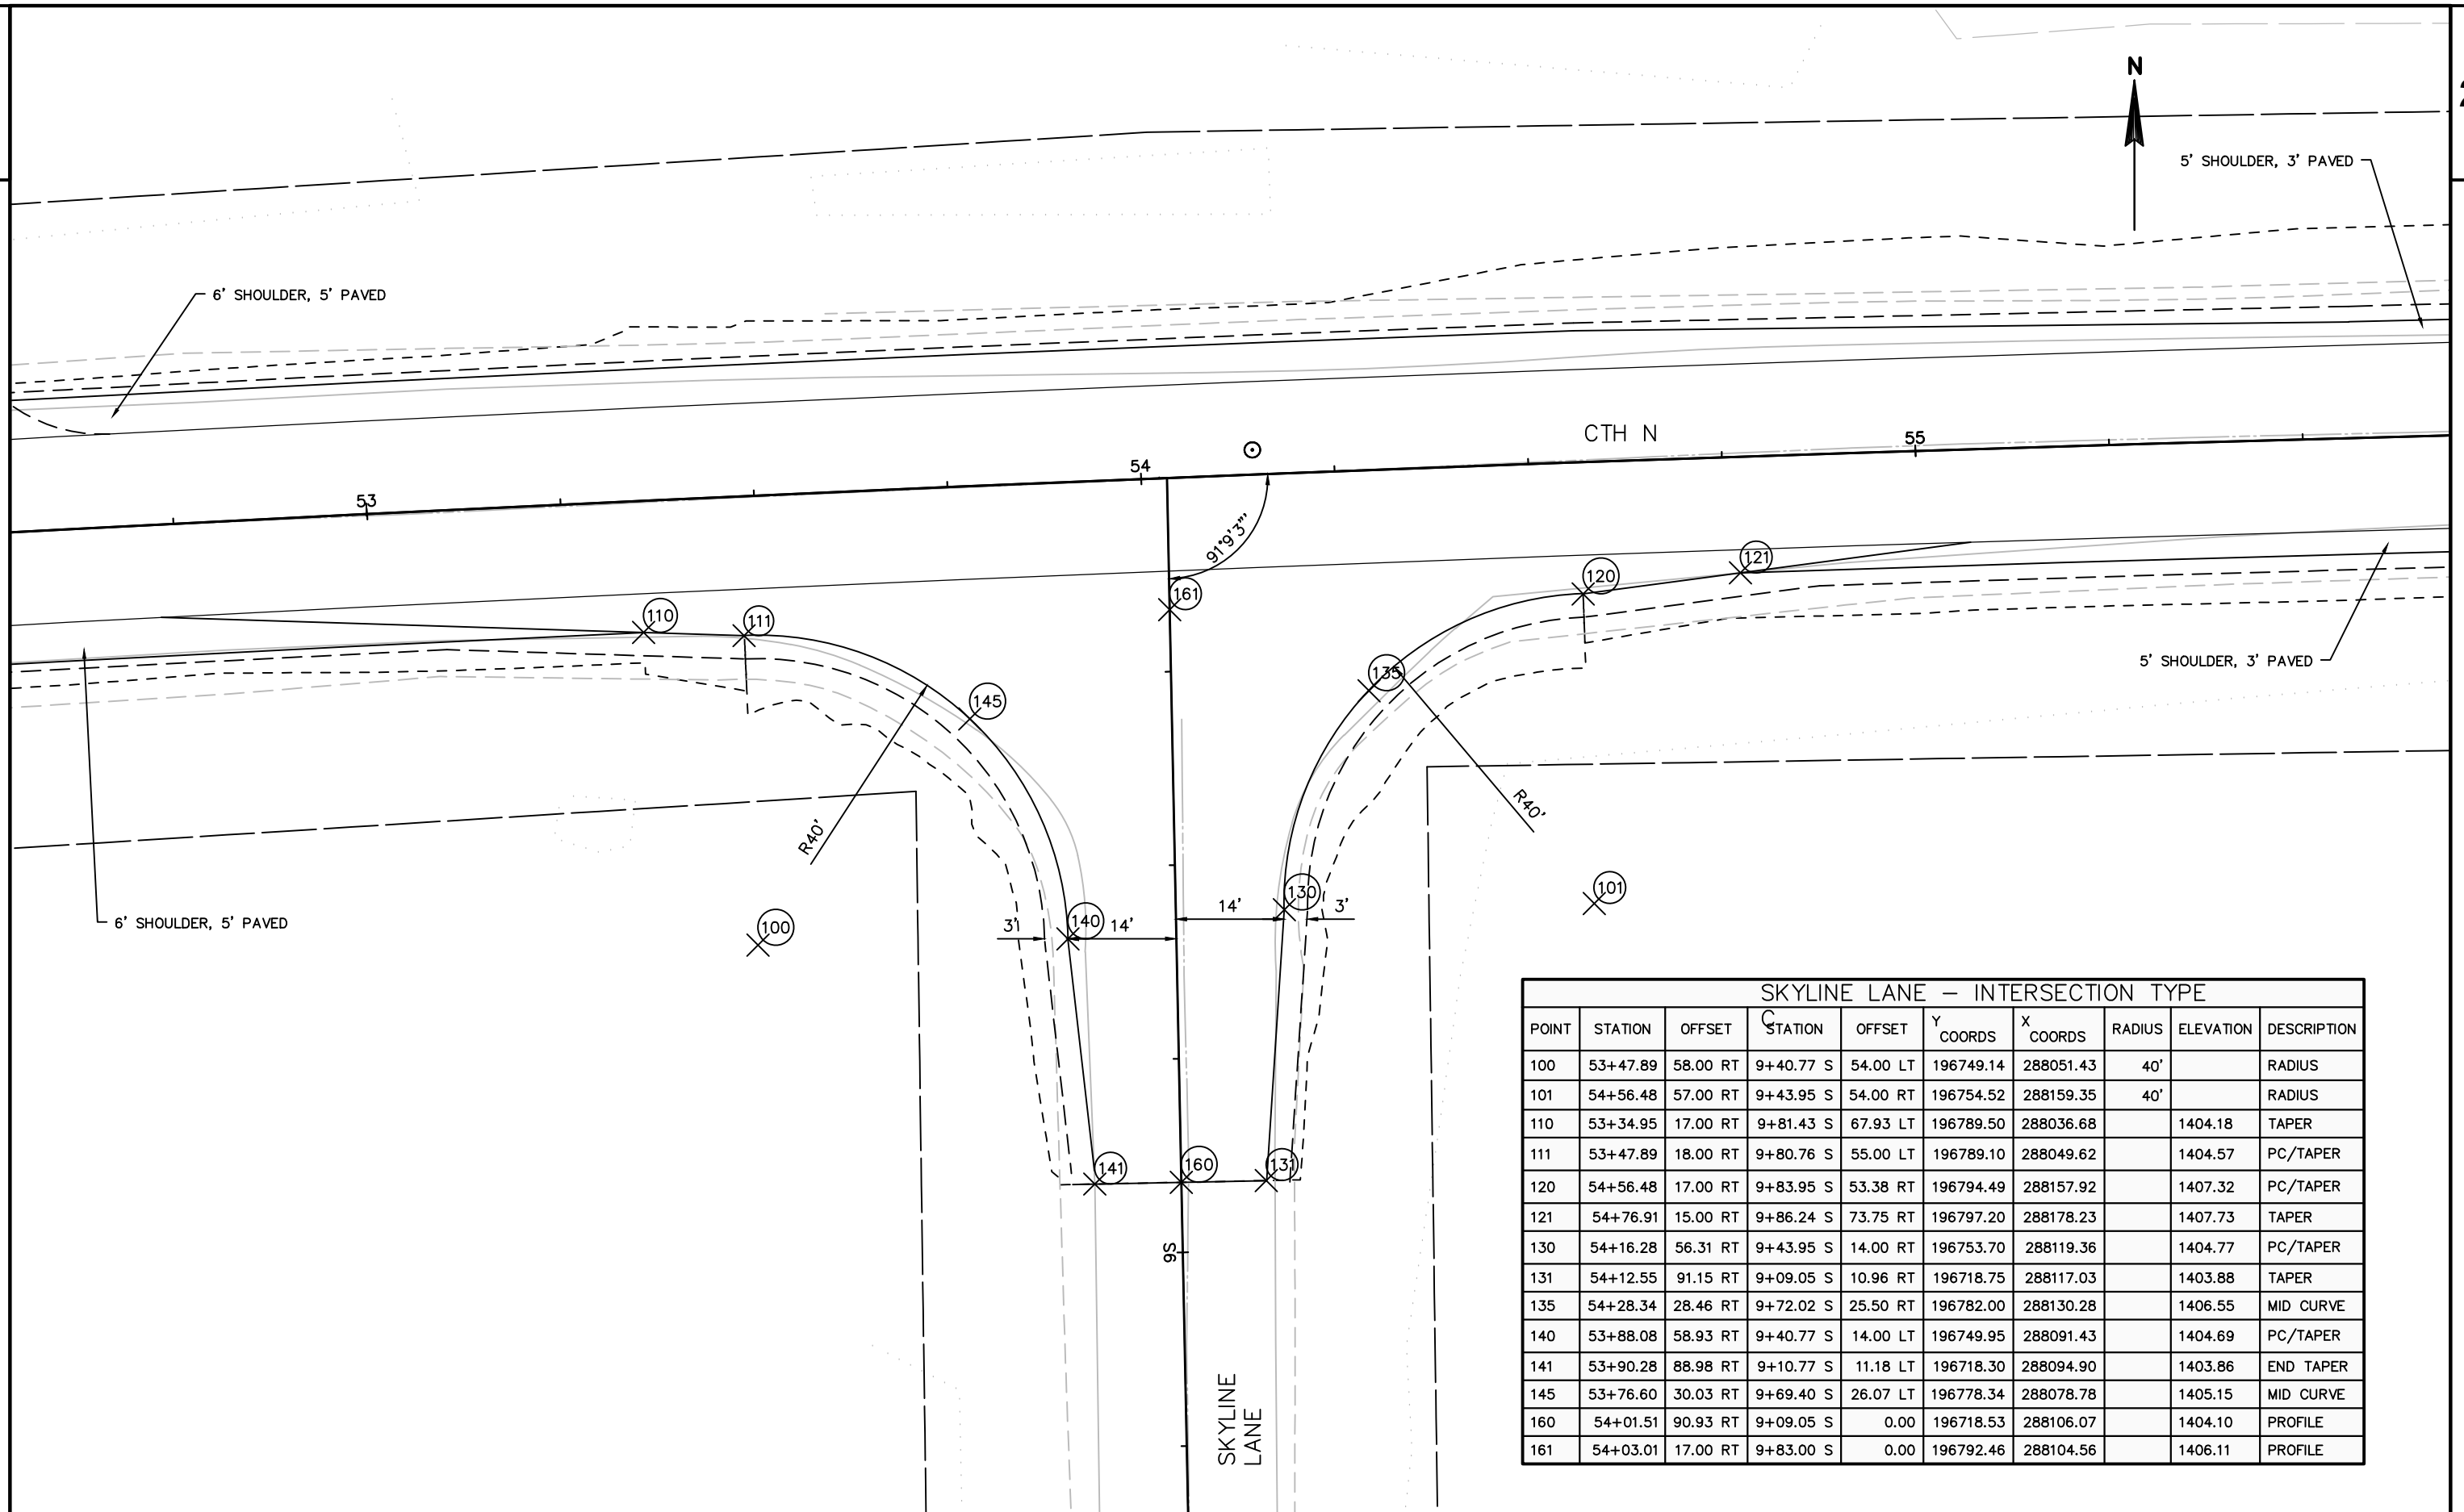 N
5' SHOULDER, 3' PAVED
6' SHOULDER, 5' PAVED
CTH N
53
54
55
91°9'3"'
161
110
111
120
121
145
135
5' SHOULDER, 3' PAVED
R40'
R40'
6' SHOULDER, 5' PAVED
100
3'
140
14'
14'
130
3'
101
141
160
131
9S
SKYLINE
LANE
SKYLINE LANE – INTERSECTION TYPE
C
POINT STATION OFFSET STATION OFFSET Y COORDS X COORDS RADIUS ELEVATION DESCRIPTION
100 53+47.89 58.00 RT 9+40.77 S 54.00 LT 196749.14 288051.43 40' RADIUS
101 54+56.48 57.00 RT 9+43.95 S 54.00 RT 196754.52 288159.35 40' RADIUS
110 53+34.95 17.00 RT 9+81.43 S 67.93 LT 196789.50 288036.68 1404.18 TAPER
111 53+47.89 18.00 RT 9+80.76 S 55.00 LT 196789.10 288049.62 1404.57 PC/TAPER
120 54+56.48 17.00 RT 9+83.95 S 53.38 RT 196794.49 288157.92 1407.32 PC/TAPER
121 54+76.91 15.00 RT 9+86.24 S 73.75 RT 196797.20 288178.23 1407.73 TAPER
130 54+16.28 56.31 RT 9+43.95 S 14.00 RT 196753.70 288119.36 1404.77 PC/TAPER
131 54+12.55 91.15 RT 9+09.05 S 10.96 RT 196718.75 288117.03 1403.88 TAPER
135 54+28.34 28.46 RT 9+72.02 S 25.50 RT 196782.00 288130.28 1406.55 MID CURVE
140 53+88.08 58.93 RT 9+40.77 S 14.00 LT 196749.95 288091.43 1404.69 PC/TAPER
141 53+90.28 88.98 RT 9+10.77 S 11.18 LT 196718.30 288094.90 1403.86 END TAPER
145 53+76.60 30.03 RT 9+69.40 S 26.07 LT 196778.34 288078.78 1405.15 MID CURVE
160 54+01.51 90.93 RT 9+09.05 S 0.00 196718.53 288106.07 1404.10 PROFILE
161 54+03.01 17.00 RT 9+83.00 S 0.00 196792.46 288104.56 1406.11 PROFILE